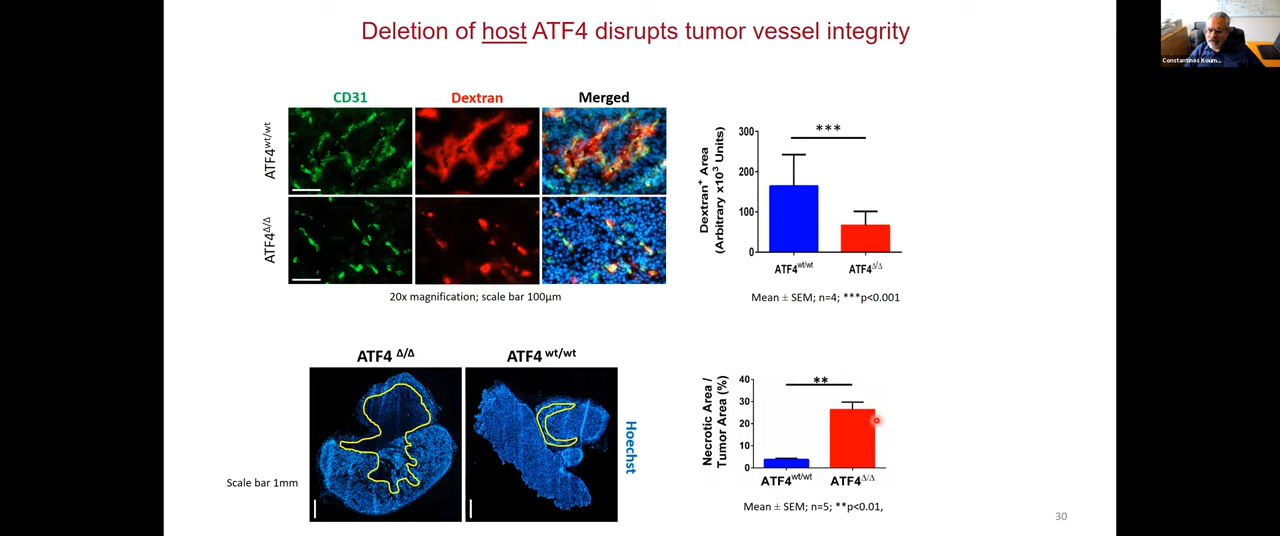 Deletion of host ATF4 disrupts tumor vessel integrity
Constantinos Koum...
CD31 Dextran Merged
ATF4wt/wt
ATF4Δ/Δ
20x magnification; scale bar 100µm
Dextran+ Area
(Arbitrary x10³ Units)
300
200
100
0
***
ATF4wt/wt ATF4Δ/Δ
Mean ± SEM; n=4; ***p<0.001
ATF4 Δ/Δ ATF4 wt/wt
Hoechst
Scale bar 1mm
Necrotic Area /
Tumor Area (%)
40
30
20
10
0
**
ATF4wt/wt ATF4Δ/Δ
Mean ± SEM; n=5; **p<0.01,
30